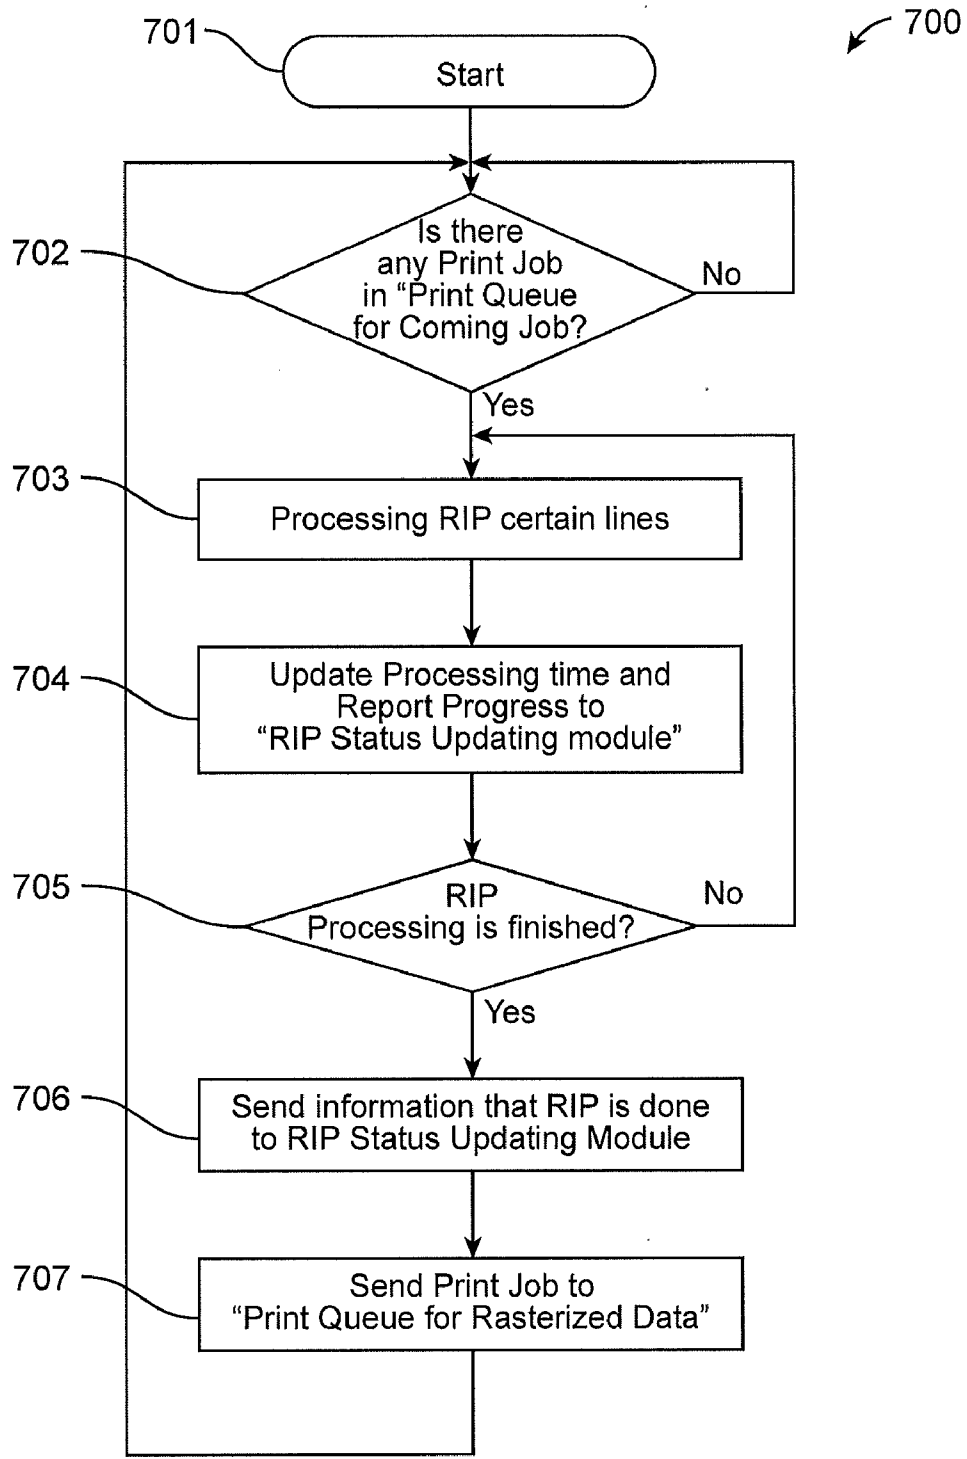 700
701
Start
702
Is there
any Print Job
in “Print Queue
for Coming Job?
No
Yes
703
Processing RIP certain lines
704
Update Processing time and
Report Progress to
“RIP Status Updating module”
705
RIP
Processing is finished?
No
Yes
706
Send information that RIP is done
to RIP Status Updating Module
707
Send Print Job to
“Print Queue for Rasterized Data”